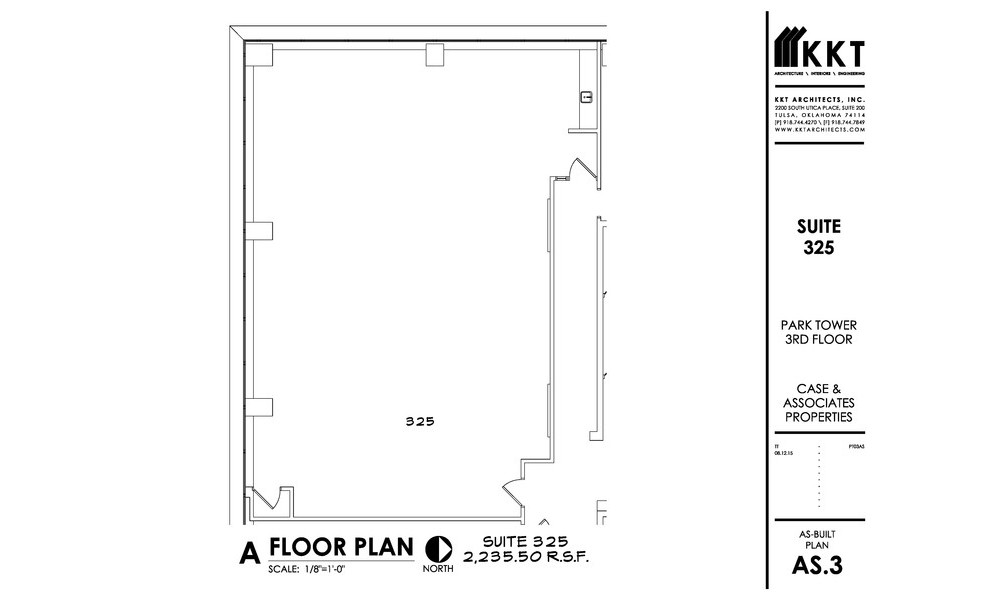 325
A FLOOR PLAN
SCALE: 1/8"=1'-0"
NORTH
SUITE 325
2,235.50 R.S.F.
KKT
ARCHITECTURE \ INTERIORS \ ENGINEERING
KKT ARCHITECTS, INC.
2200 SOUTH UTICA PLACE, SUITE 200
TULSA, OKLAHOMA 74114
[P] 918.744.4270 \ [F] 918.744.7849
WWW.KKTARCHITECTS.COM
SUITE
325
PARK TOWER
3RD FLOOR
CASE &
ASSOCIATES
PROPERTIES
08.12.15
AS-BUILT
PLAN
AS.3